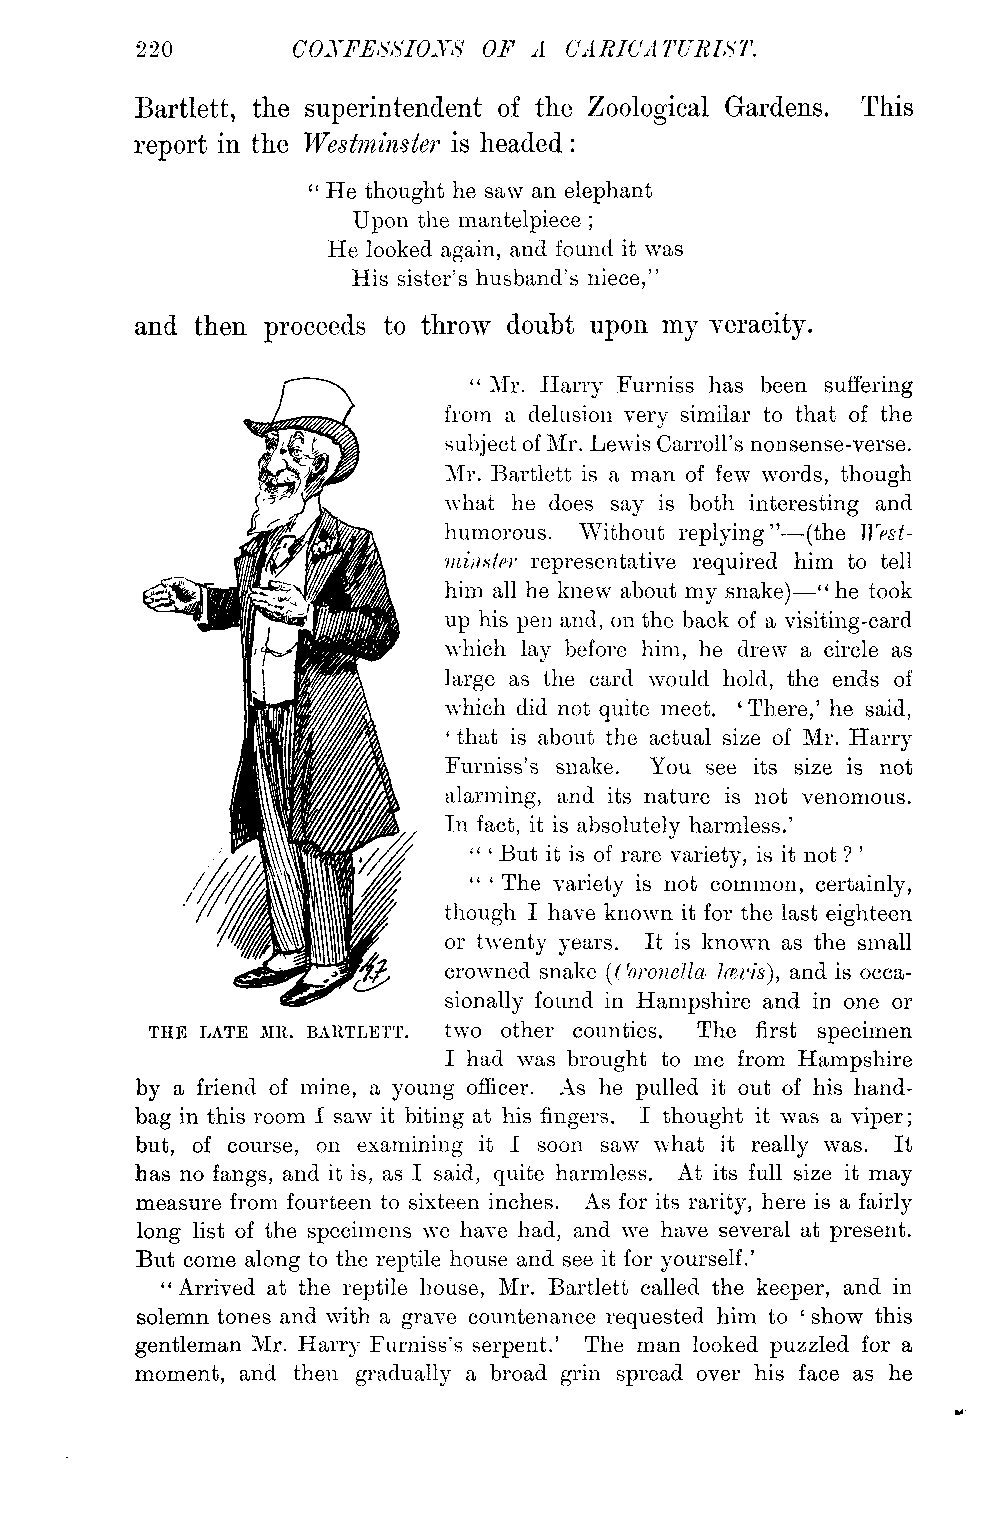 220 CONFESSIONS OF A CARICATURIST.
Bartlett, the superintendent of the Zoological Gardens. This
report in the Westminster is headed :
“ He thought he saw an elephant
Upon the mantelpiece ;
He looked again, and found it was
His sister's husband's niece,”
and then proceeds to throw doubt upon my veracity.
“ Mr. Harry Furniss has been suffering
from a delusion very similar to that of the
subject of Mr. Lewis Carroll's nonsense-verse.
Mr. Bartlett is a man of few words, though
what he does say is both interesting and
humorous. Without replying”—(the West-
minster representative required him to tell
him all he knew about my snake)—“ he took
up his pen and, on the back of a visiting-card
which lay before him, he drew a circle as
large as the card would hold, the ends of
which did not quite meet. ‘ There,’ he said,
‘ that is about the actual size of Mr. Harry
Furniss's snake. You see its size is not
alarming, and its nature is not venomous.
In fact, it is absolutely harmless.’
“ ‘ But it is of rare variety, is it not ? ’
“ ‘ The variety is not common, certainly,
though I have known it for the last eighteen
or twenty years. It is known as the small
crowned snake (Coronella lævis), and is occa-
sionally found in Hampshire and in one or
two other counties. The first specimen
I had was brought to me from Hampshire
H.F.
THE LATE MR. BARTLETT.
by a friend of mine, a young officer. As he pulled it out of his hand-
bag in this room I saw it biting at his fingers. I thought it was a viper;
but, of course, on examining it I soon saw what it really was. It
has no fangs, and it is, as I said, quite harmless. At its full size it may
measure from fourteen to sixteen inches. As for its rarity, here is a fairly
long list of the specimens we have had, and we have several at present.
But come along to the reptile house and see it for yourself.’
“ Arrived at the reptile house, Mr. Bartlett called the keeper, and in
solemn tones and with a grave countenance requested him to ‘ show this
gentleman Mr. Harry Furniss's serpent.’ The man looked puzzled for a
moment, and then gradually a broad grin spread over his face as he